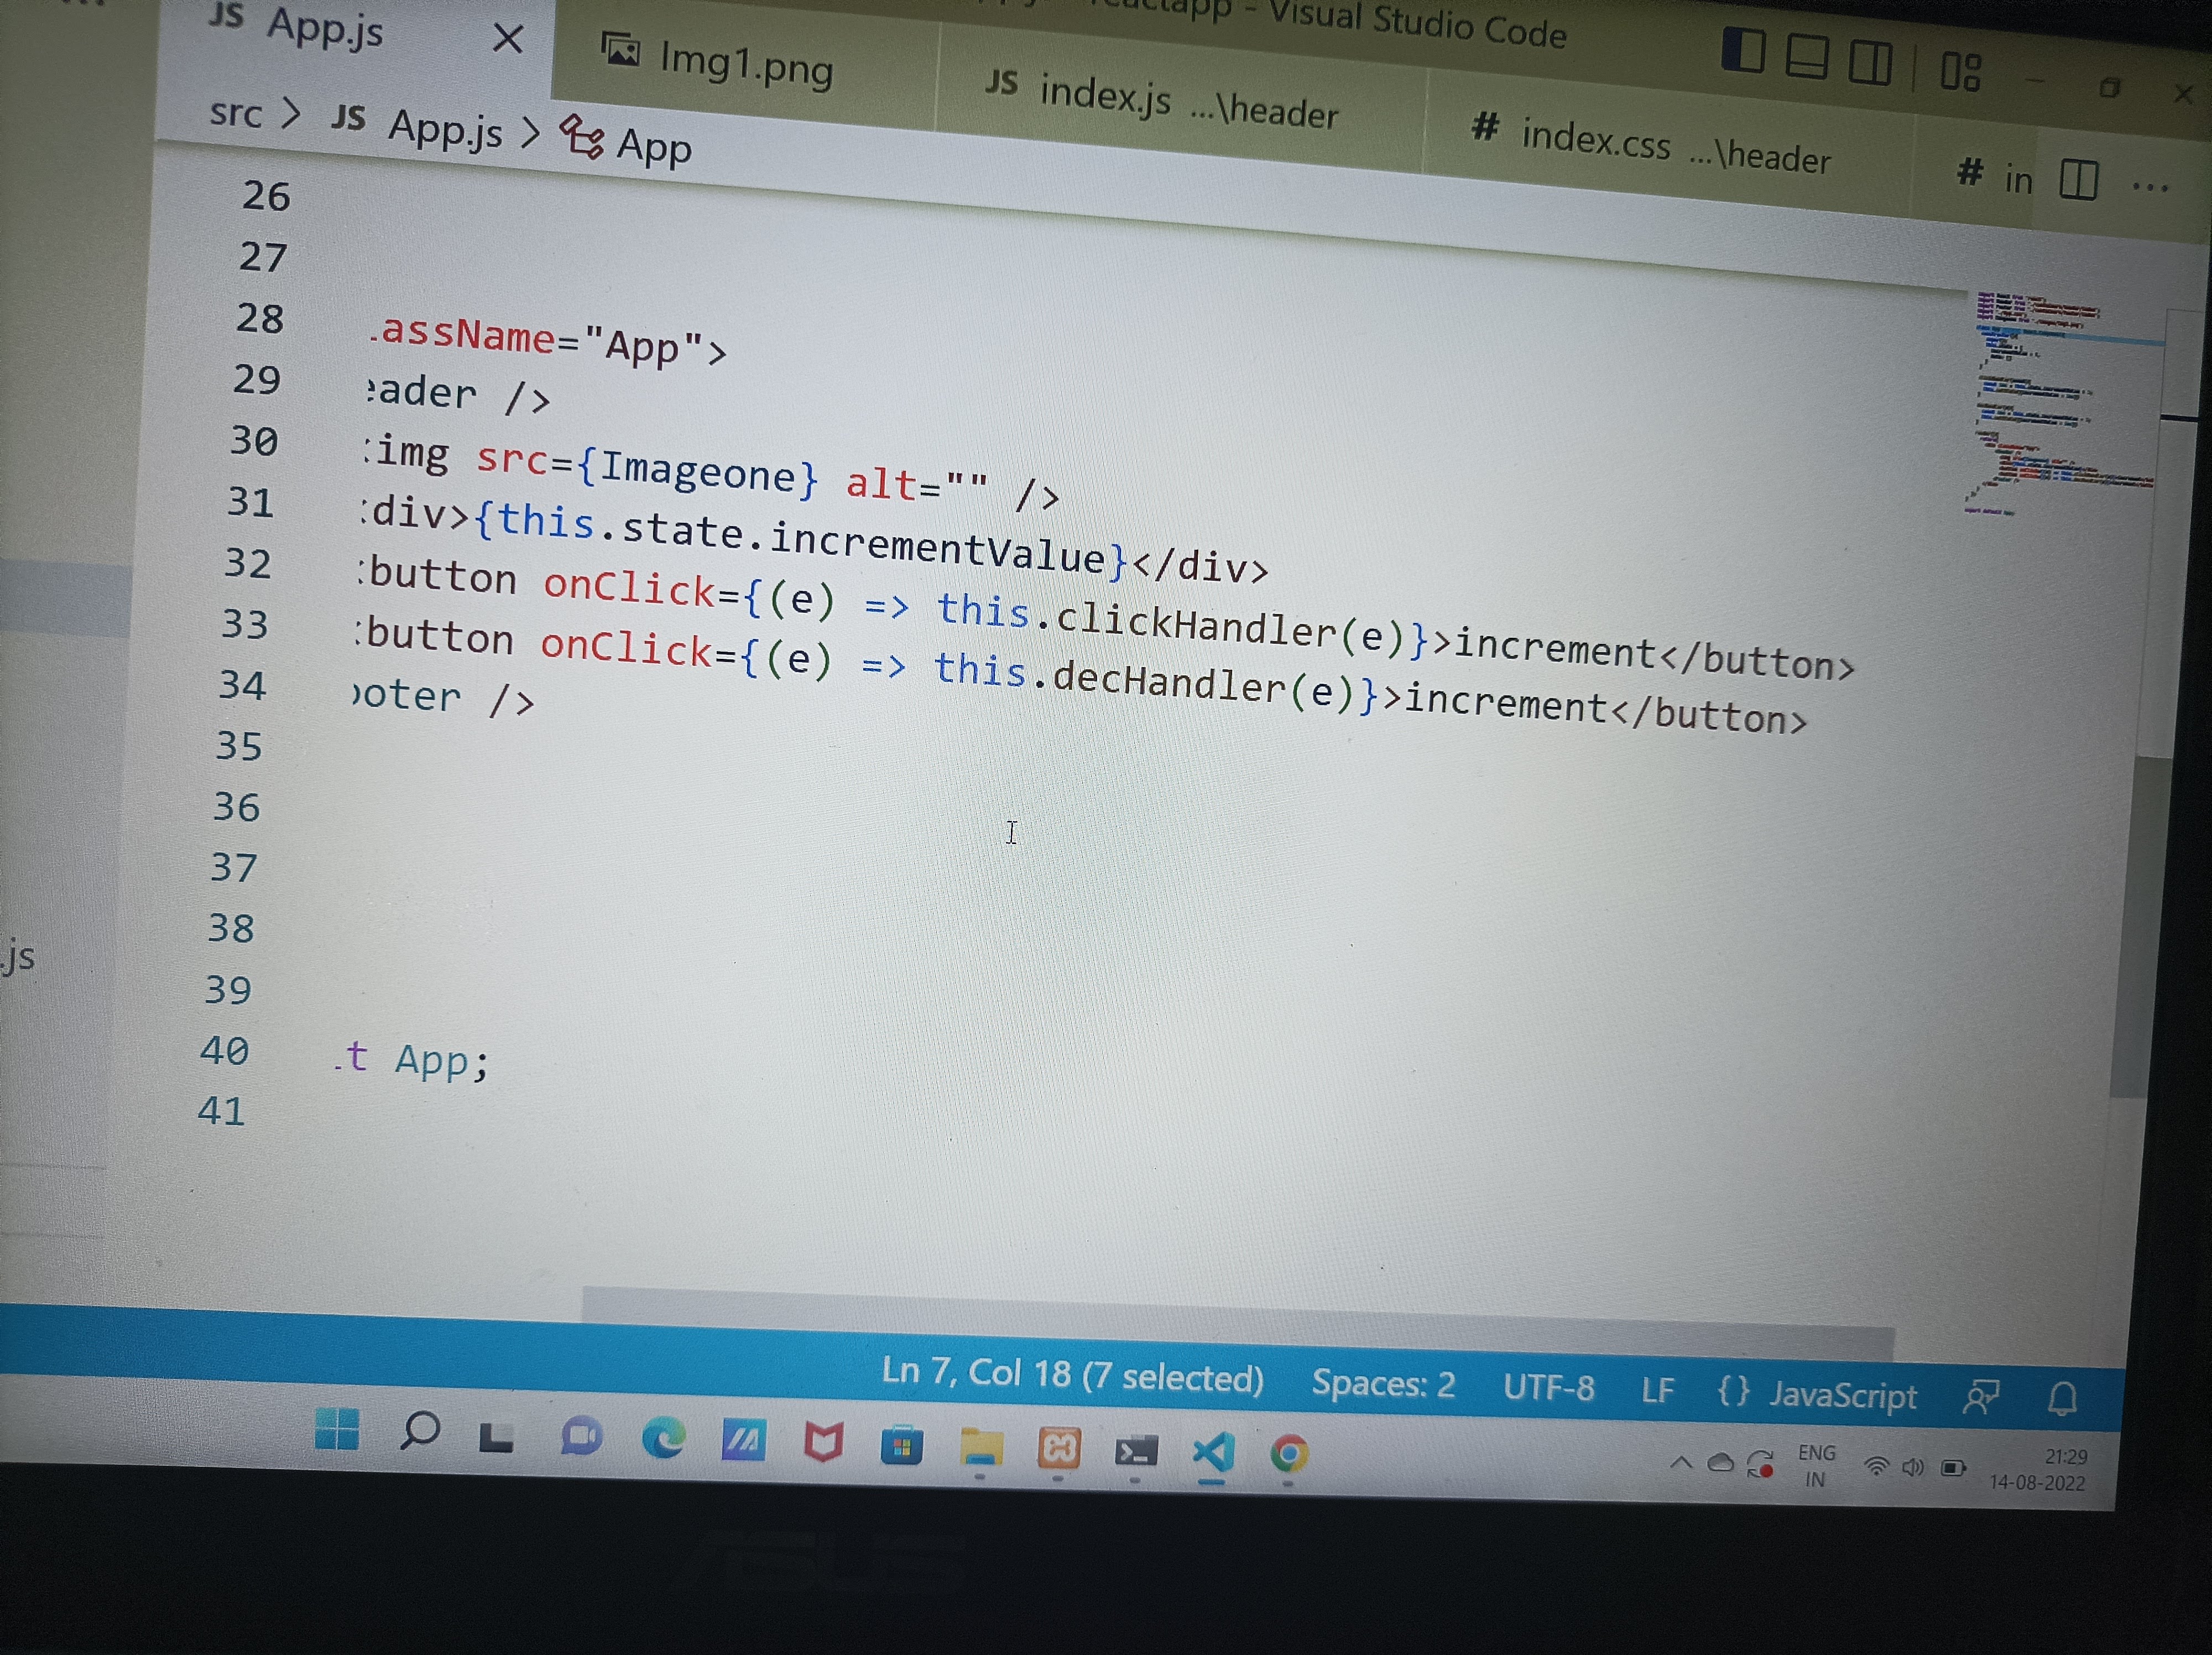 - Visual Studio Code
JS App.js
Img1.png
JS index.js ...\header
# index.css ...\header
# in
...
src > JS App.js > App
26
27
28 .assName="App">
29 eader />
30 :img src={Imageone} alt="" />
31 :div>{this.state.incrementValue}</div>
32 :button onClick={(e) => this.clickHandler(e)}>increment</button>
33 :button onClick={(e) => this.decHandler(e)}>increment</button>
34 oter />
35
36
37
38
.js
39
40 t App;
41
Ln 7, Col 18 (7 selected) Spaces: 2 UTF-8 LF {} JavaScript
ENG
IN
21:29
14-08-2022